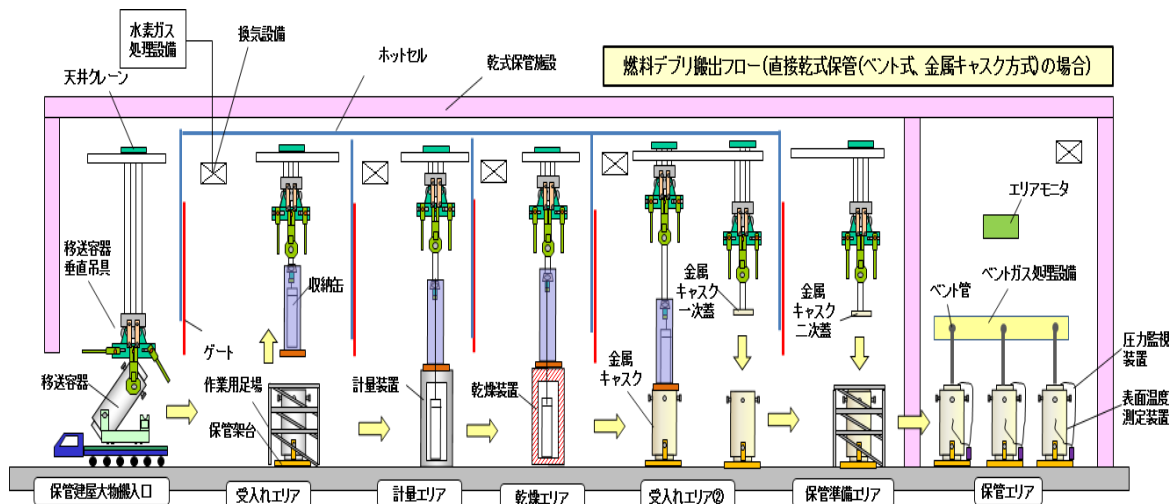 水素ガス
処理設備
換気設備
天井クレーン
ホットセル
乾式保管施設
燃料デブリ搬出フロー(直接乾式保管(ベント式、金属キャスク方式)の場合)
エリアモニタ
移送容器
垂直吊具
収納缶
金属
キャスク
一次蓋
金属
キャスク
二次蓋
ベント管
ベントガス処理設備
圧力監視
装置
ゲート
移送容器
作業用足場
計量装置
乾燥装置
金属
キャスク
表面温度
測定装置
保管架台
保管建屋大物搬入口
受入れエリア
計量エリア
乾燥エリア
受入れエリア②
保管準備エリア
保管エリア